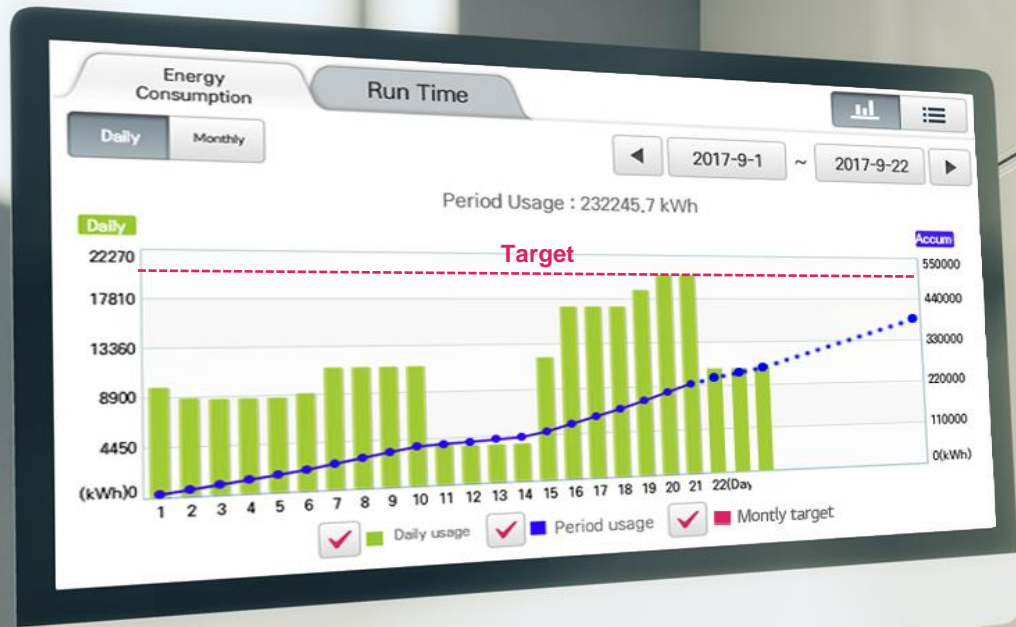 Energy
Consumption
Run Time
Daily
Monthly
2017-9-1
~
2017-9-22
Period Usage : 232245.7 kWh
Daily
Accum
Target
22270
17810
13360
8900
4450
(kWh)0
550000
440000
330000
220000
110000
0(kWh)
1 2 3 4 5 6 7 8 9 10 11 12 13 14 15 16 17 18 19 20 21 22(Day
Daily usage
Period usage
Montly target